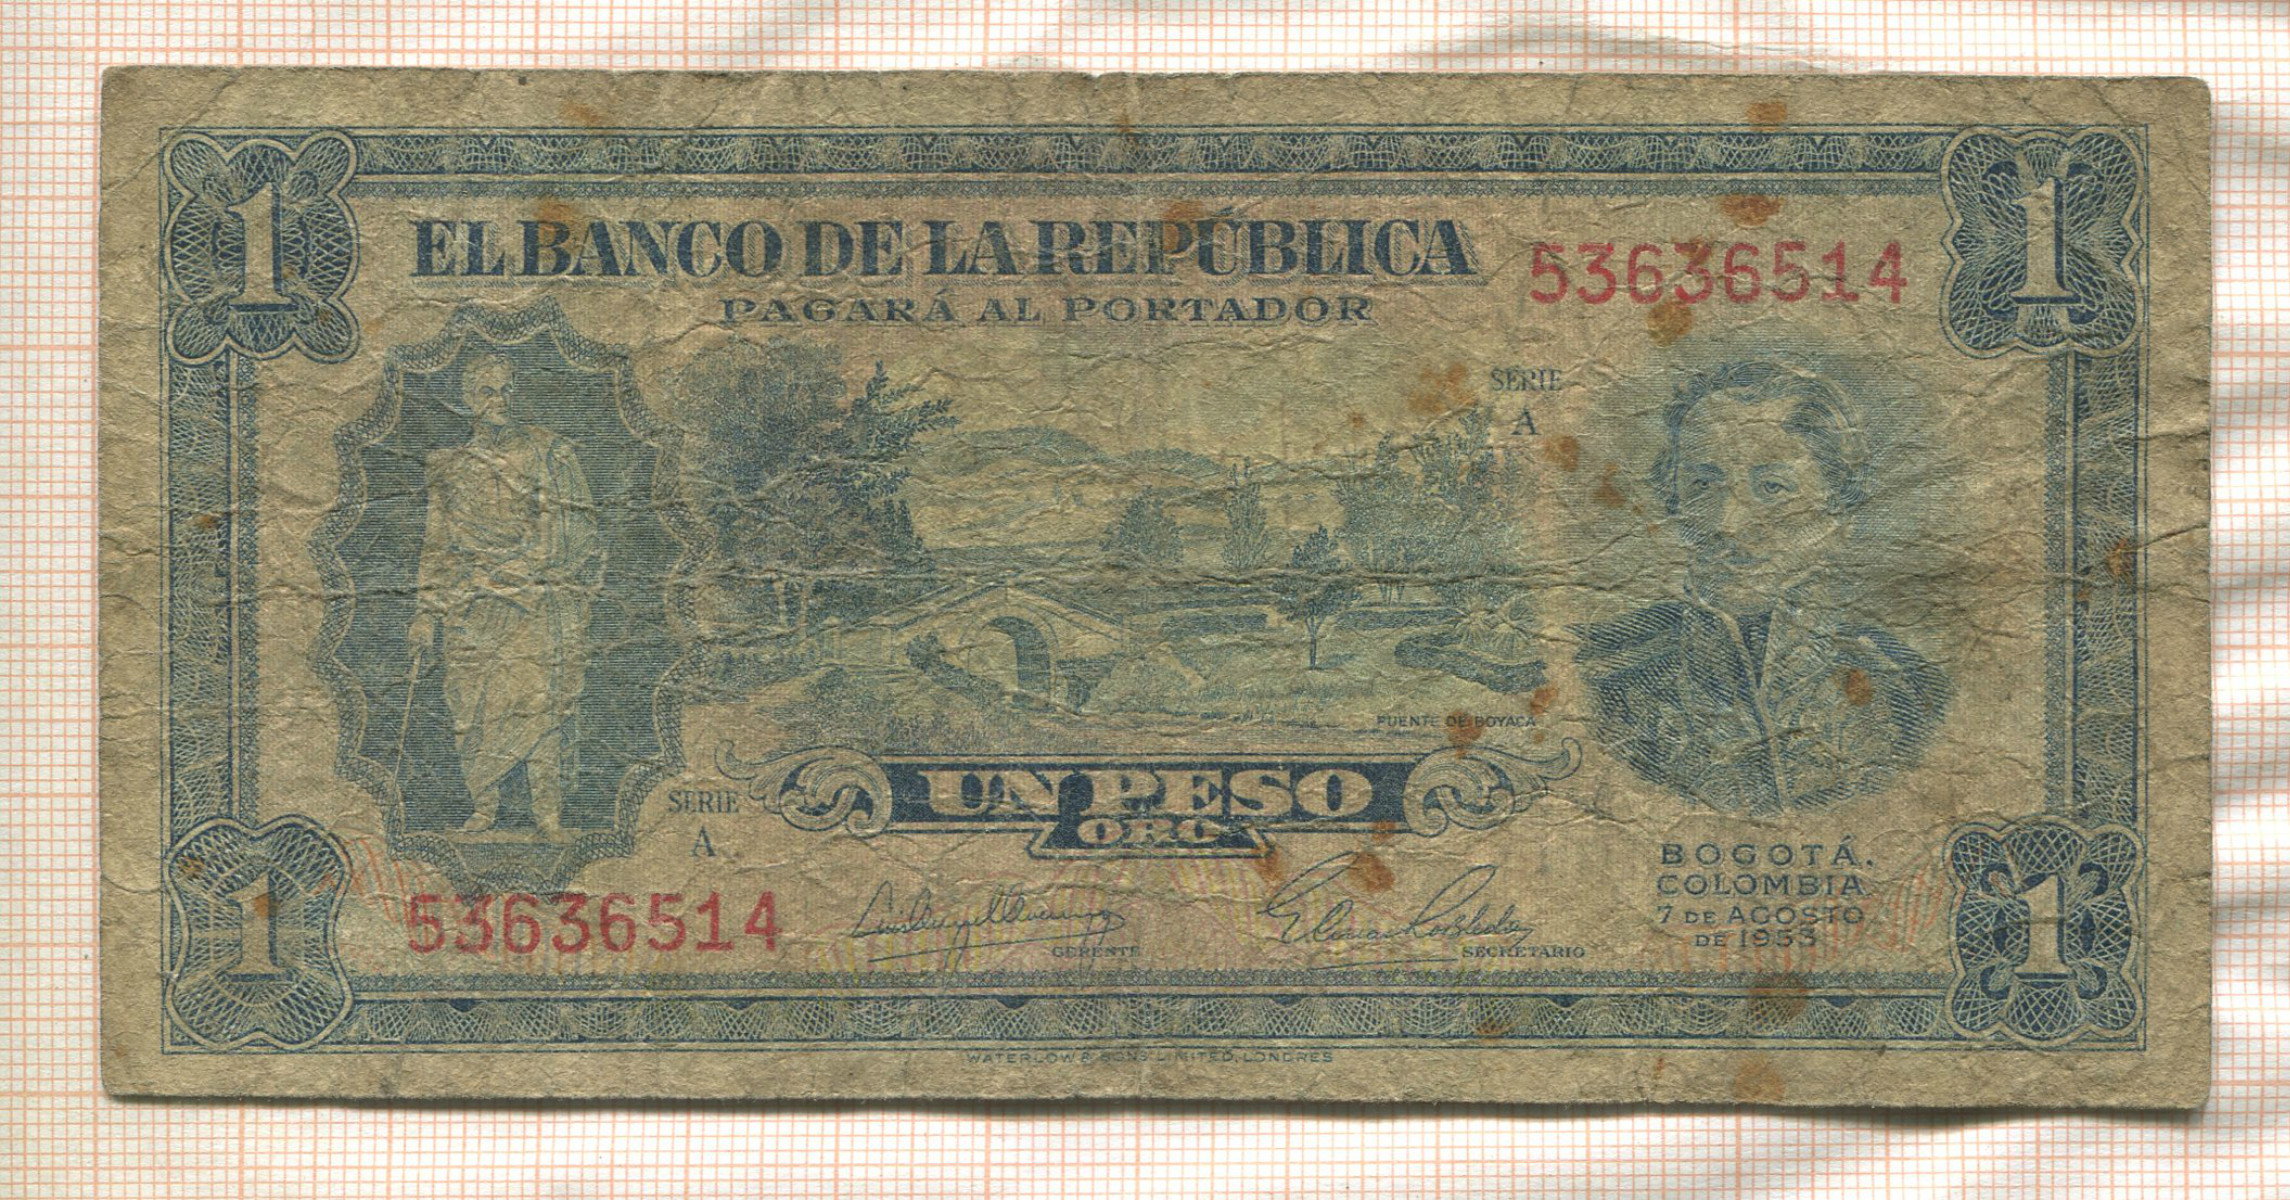 1
1
EL BANCO DE LA REPÚBLICA
53636514
PAGARÁ AL PORTADOR
SERIE
A
PUENTE DE BOYACÁ
UN PESO
ORO
SERIE
A
BOGOTÁ,
COLOMBIA
7 DE AGOSTO
DE 1953
53636514
GERENTE
SECRETARIO
1
1
WATERLOW & SONS LIMITED, LONDRES